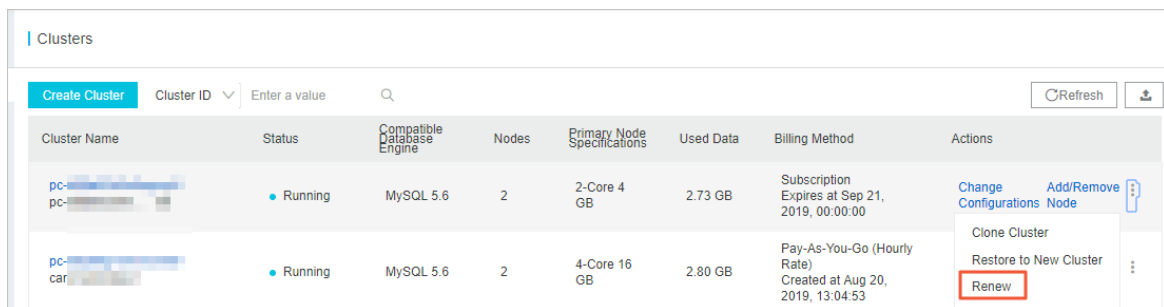 Clusters
Create Cluster Cluster ID Enter a value Refresh
Cluster Name Status Compatible Database Engine Nodes Primary Node Specifications Used Data Billing Method Actions
pc-
pc-
Running MySQL 5.6 2 2-Core 4 GB 2.73 GB
Subscription
Expires at Sep 21,
2019, 00:00:00
Change Add/Remove
Configurations Node
Clone Cluster
Restore to New Cluster
Renew
pc-
car
Running MySQL 5.6 2 4-Core 16 GB 2.80 GB
Pay-As-You-Go (Hourly
Rate)
Created at Aug 20,
2019, 13:04:53